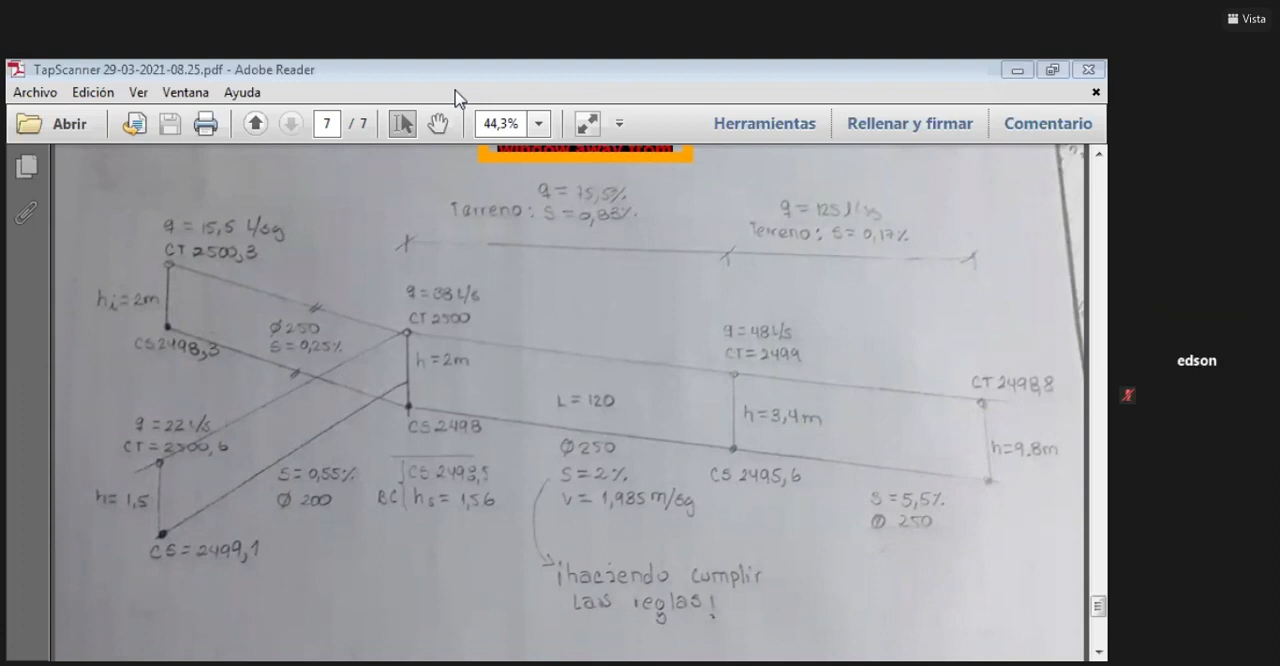 Vista
TapScanner 29-03-2021-08.25.pdf - Adobe Reader
Archivo Edición Ver Ventana Ayuda
Abrir 7 / 7 44,3% Herramientas Rellenar y firmar Comentario
window away from
q = 15,5%
Terreno: S = 0,83%
q = 125 l/sg
Terreno: S = 0,17%
q = 15,5 L/sg
CT 2500,3
hi = 2m
CS 2498,3
Ø 250
S = 0,25%
q = 38 L/s
CT 2500
h = 2m
CS 2498
q = 22 L/s
CT = 2500,6
h = 1,5
CS = 2499,1
S = 0,55%
Ø 200
BC CS 2498,5
hs = 1,56
L = 120
Ø 250
S = 2%
V = 1,985 m/sg
q = 48 L/s
CT = 2499
h = 3,4m
CS 2495,6
CT 2498,8
h = 9.8m
S = 5,5%
Ø 250
¡haciendo cumplir
Las reglas!
edson